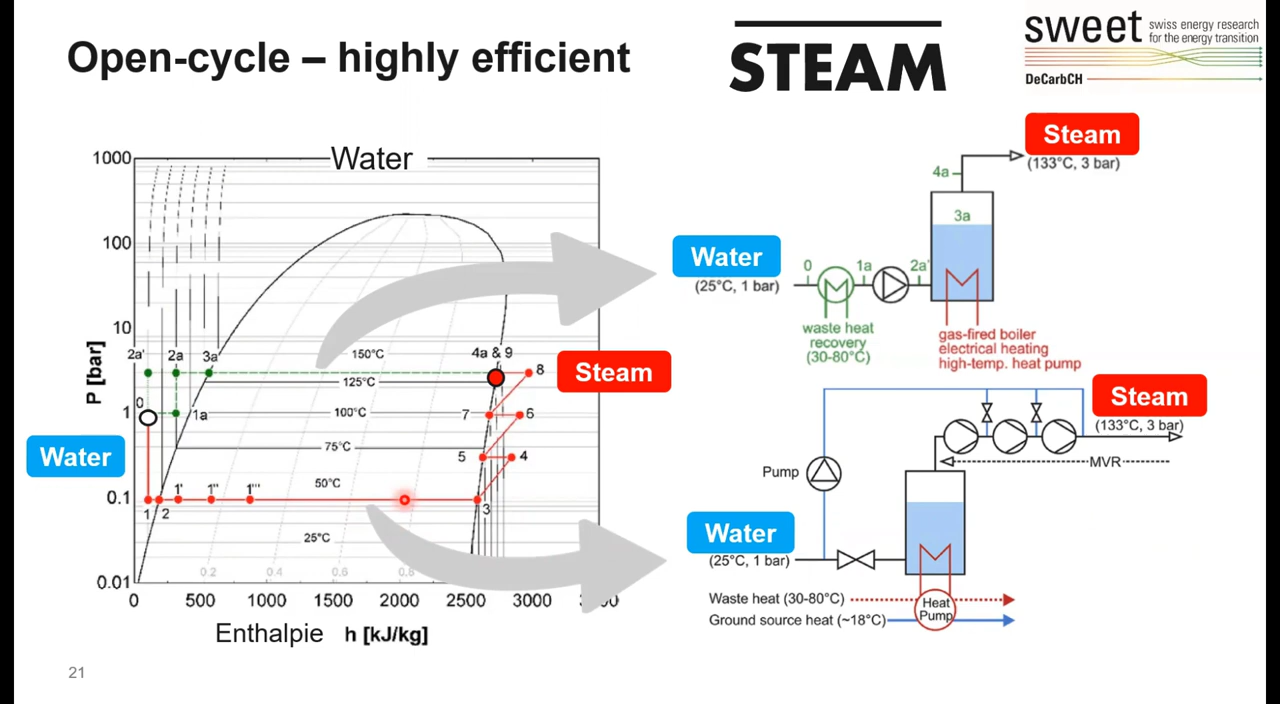 Open-cycle – highly efficient
STEAM
sweet
swiss energy research
for the energy transition
DeCarbCH
Water
1000
100
10
1
0.1
0.01
P [bar]
0
500
1000
1500
2000
2500
3000
Enthalpie h [kJ/kg]
2a'
2a
3a
150°C
4a & 9
8
125°C
0
1a
100°C
7
6
75°C
5
4
1'
1''
1'''
50°C
1
2
3
25°C
0.2
0.4
0.6
0.8
Water
Steam
Steam
(133°C, 3 bar)
4a
3a
Water
(25°C, 1 bar)
0
1a
2a'
waste heat
recovery
(30-80°C)
gas-fired boiler
electrical heating
high-temp. heat pump
Steam
(133°C, 3 bar)
MVR
Pump
Water
(25°C, 1 bar)
Waste heat (30-80°C)
Ground source heat (~18°C)
Heat
Pump
21